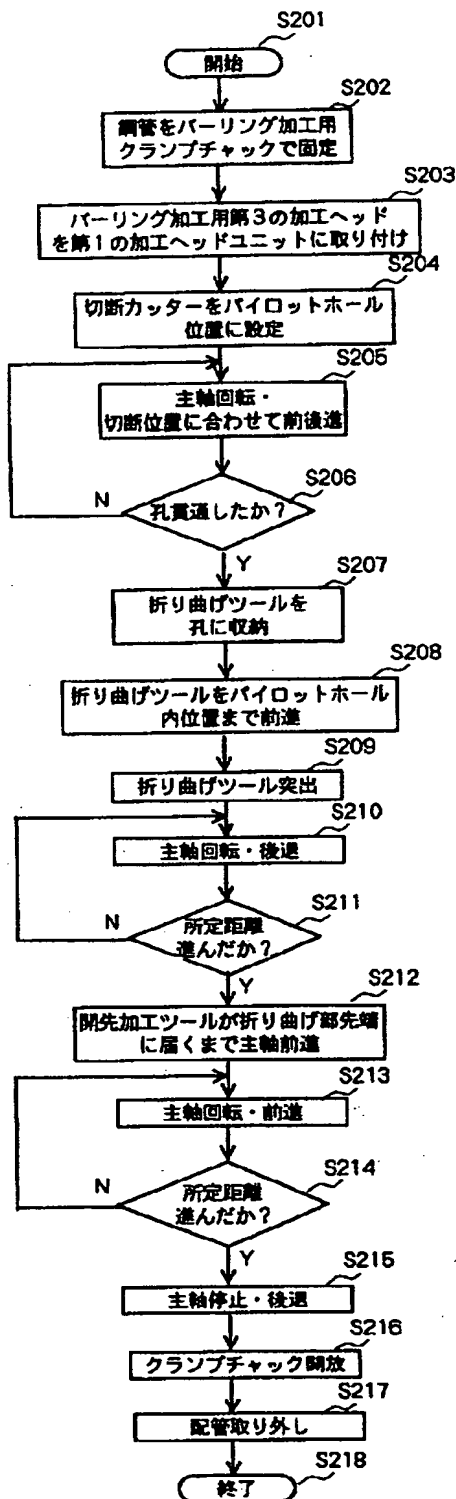 S201
開始
S202
鋼管をバーリング加工用
クランプチャックで固定
S203
バーリング加工用第3の加工ヘッド
を第1の加工ヘッドユニットに取り付け
S204
切断カッターをパイロットホール
位置に設定
S205
主軸回転・
切断位置に合わせて前後進
S206
N
孔貫通したか?
Y
S207
折り曲げツールを
孔に収納
S208
折り曲げツールをパイロットホール
内位置まで前進
S209
折り曲げツール突出
S210
主軸回転・後退
S211
N
所定距離
進んだか?
Y
S212
開先加工ツールが折り曲げ部先端
に届くまで主軸前進
S213
主軸回転・前進
S214
N
所定距離
進んだか?
Y
S215
主軸停止・後退
S216
クランプチャック開放
S217
配管取り外し
S218
終了